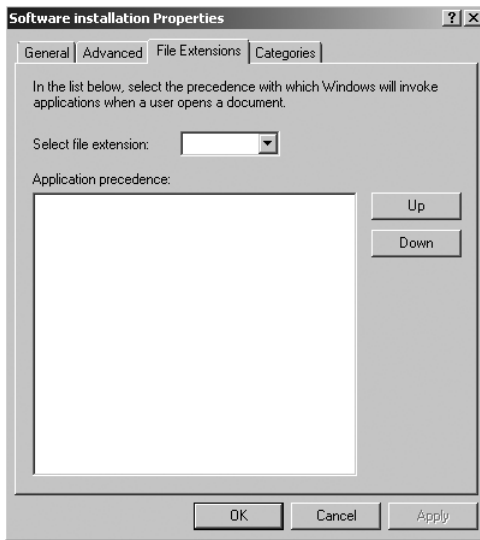 Software installation Properties
General Advanced File Extensions Categories
In the list below, select the precedence with which Windows will invoke
applications when a user opens a document.
Select file extension:
Application precedence:
Up
Down
OK Cancel Apply